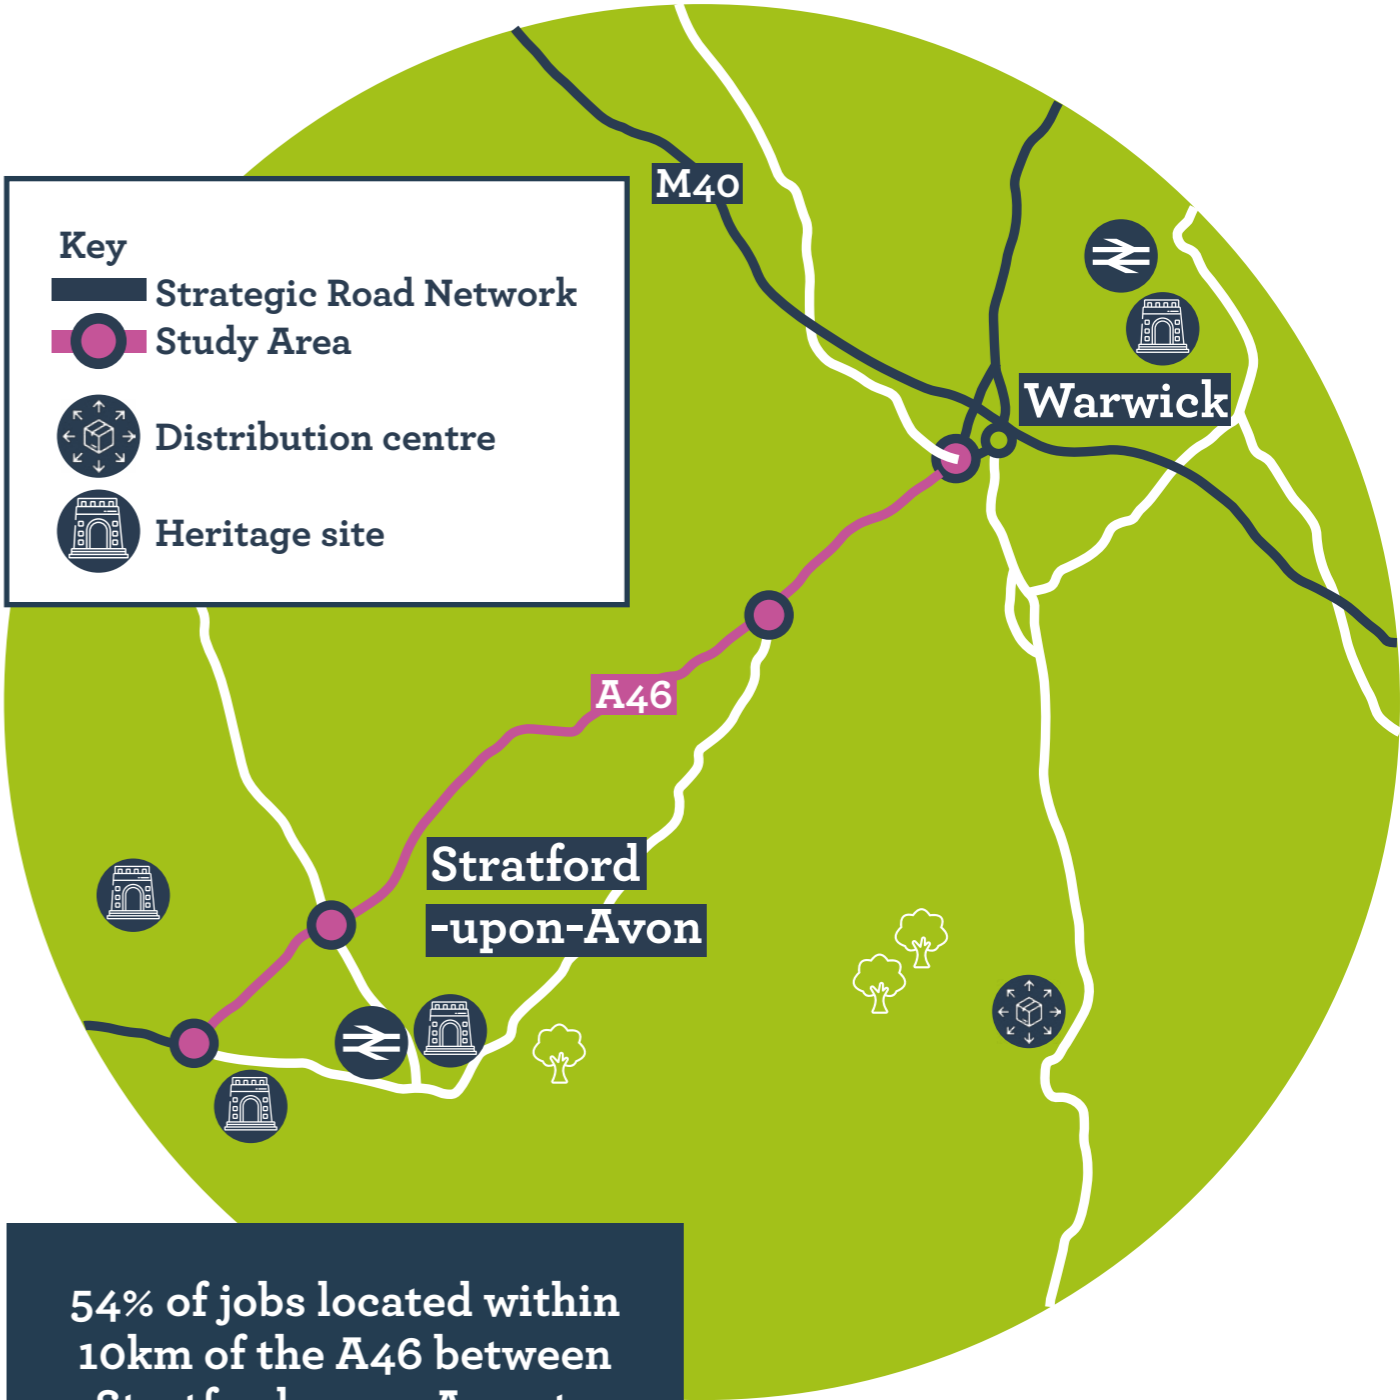 M40
Key
Strategic Road Network
Study Area
Distribution centre
Heritage site
Warwick
A46
Stratford
-upon-Avon
54% of jobs located within
10km of the A46 between